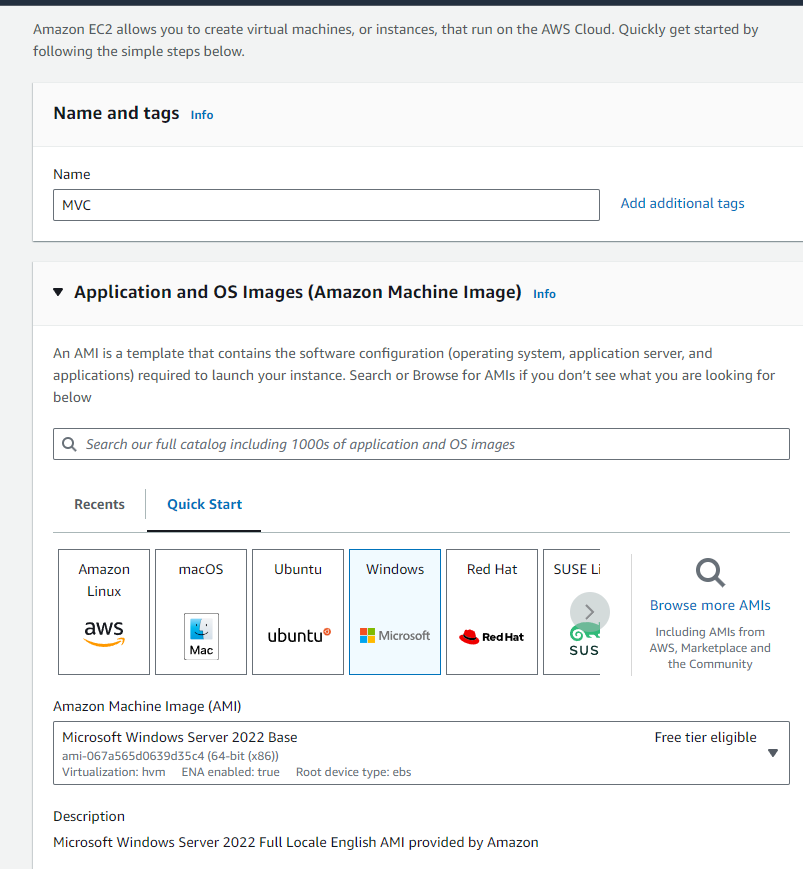 Amazon EC2 allows you to create virtual machines, or instances, that run on the AWS Cloud. Quickly get started by
following the simple steps below.
Name and tags Info
Name
MVC
Add additional tags
Application and OS Images (Amazon Machine Image) Info
An AMI is a template that contains the software configuration (operating system, application server, and
applications) required to launch your instance. Search or Browse for AMIs if you don’t see what you are looking for
below
Search our full catalog including 1000s of application and OS images
Recents
Quick Start
Amazon
Linux
aws
macOS
Mac
Ubuntu
ubuntu
Windows
Microsoft
Red Hat
Red Hat
SUSE Li
SUS
Browse more AMIs
Including AMIs from
AWS, Marketplace and
the Community
Amazon Machine Image (AMI)
Microsoft Windows Server 2022 Base
Free tier eligible
ami-067a565d0639d35c4 (64-bit (x86))
Virtualization: hvm ENA enabled: true Root device type: ebs
Description
Microsoft Windows Server 2022 Full Locale English AMI provided by Amazon